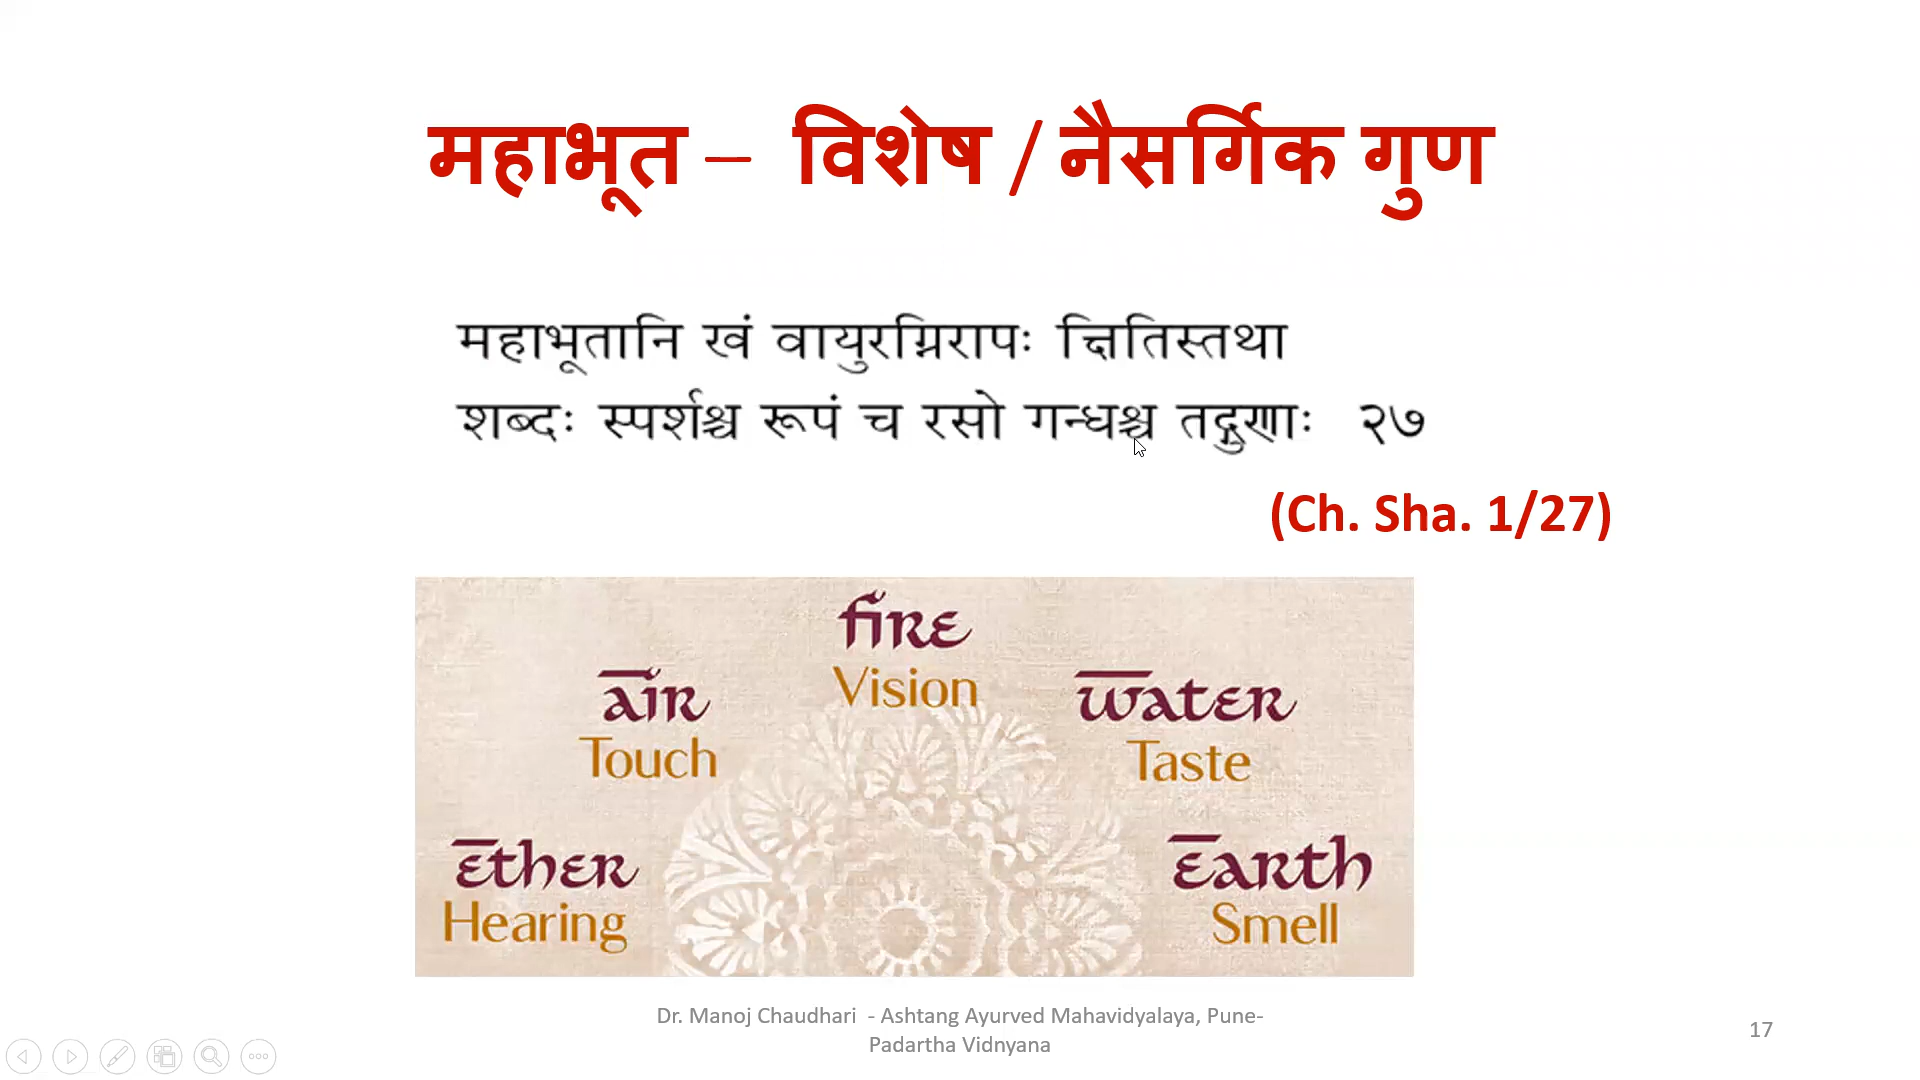 महाभूत – विशेष / नैसर्गिक गुण
महाभूतानि खं वायुरग्निरापः क्षितिस्तथा
शब्दः स्पर्शश्च रूपं च रसो गन्धश्च तद्गुणाः २७
(Ch. Sha. 1/27)
fire
Vision
air
Touch
water
Taste
Ether
Hearing
Earth
Smell
Dr. Manoj Chaudhari - Ashtang Ayurved Mahavidyalaya, Pune-
Padartha Vidnyana
17